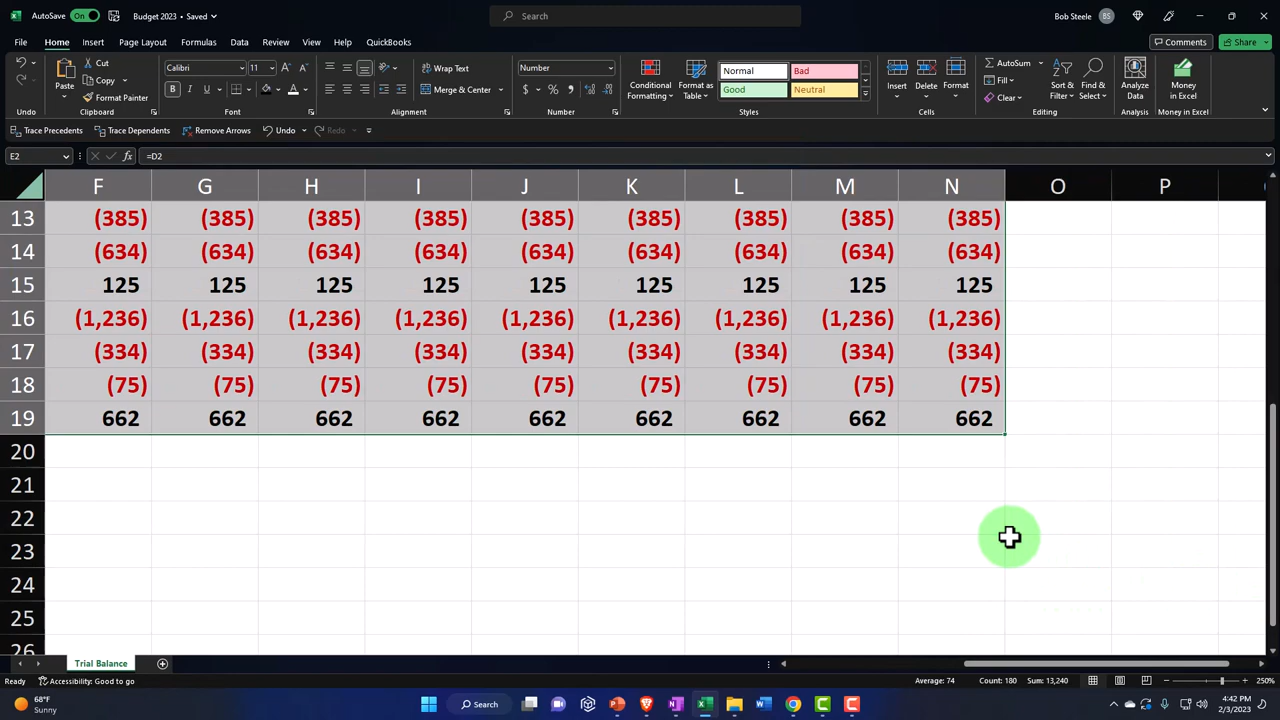 AutoSave On Budget 2023 • Saved Search Bob Steele BS
File Home Insert Page Layout Formulas Data Review View Help QuickBooks Comments Share
Cut Copy Format Painter Paste Calibri 11 Wrap Text Merge & Center Number Conditional Formatting Format as Table Normal Bad Good Neutral Insert Delete Format AutoSum Fill Clear Sort & Filter Find & Select Analyze Data Money in Excel
Undo Clipboard Font Alignment Number Styles Cells Editing Analysis Money in Excel
Trace Precedents Trace Dependents Remove Arrows Undo Redo
E2 fx =D2
F G H I J K L M N O P
13 (385) (385) (385) (385) (385) (385) (385) (385) (385)
14 (634) (634) (634) (634) (634) (634) (634) (634) (634)
15 125 125 125 125 125 125 125 125 125
16 (1,236) (1,236) (1,236) (1,236) (1,236) (1,236) (1,236) (1,236) (1,236)
17 (334) (334) (334) (334) (334) (334) (334) (334) (334)
18 (75) (75) (75) (75) (75) (75) (75) (75) (75)
19 662 662 662 662 662 662 662 662 662
20
21
22
23
24
25
26
Trial Balance
Ready Accessibility: Good to go Average: 74 Count: 180 Sum: 13,240 250%
68°F Sunny Search 4:42 PM 2/3/2023